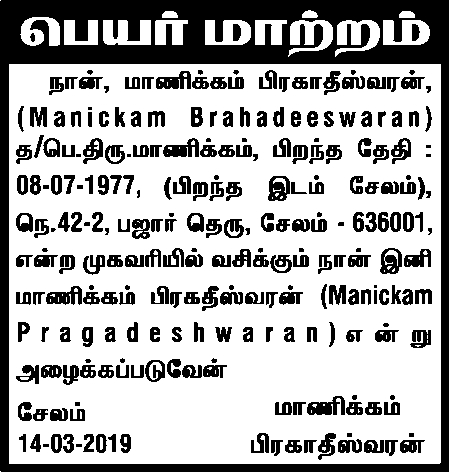 பெயர் மாற்றம்
நான், மாணிக்கம் பிரகாதீஸ்வரன்,
(Manickam Brahadeeswaran)
த/பெ.திரு.மாணிக்கம், பிறந்த தேதி :
08-07-1977, (பிறந்த இடம் சேலம்),
நெ.42-2, பஜார் தெரு, சேலம் - 636001,
என்ற முகவரியில் வசிக்கும் நான் இனி
மாணிக்கம் பிரகதீஸ்வரன் (Manickam
Pragadeshwaran) என்று
அழைக்கப்படுவேன்
சேலம் மாணிக்கம்
14-03-2019 பிரகாதீஸ்வரன்